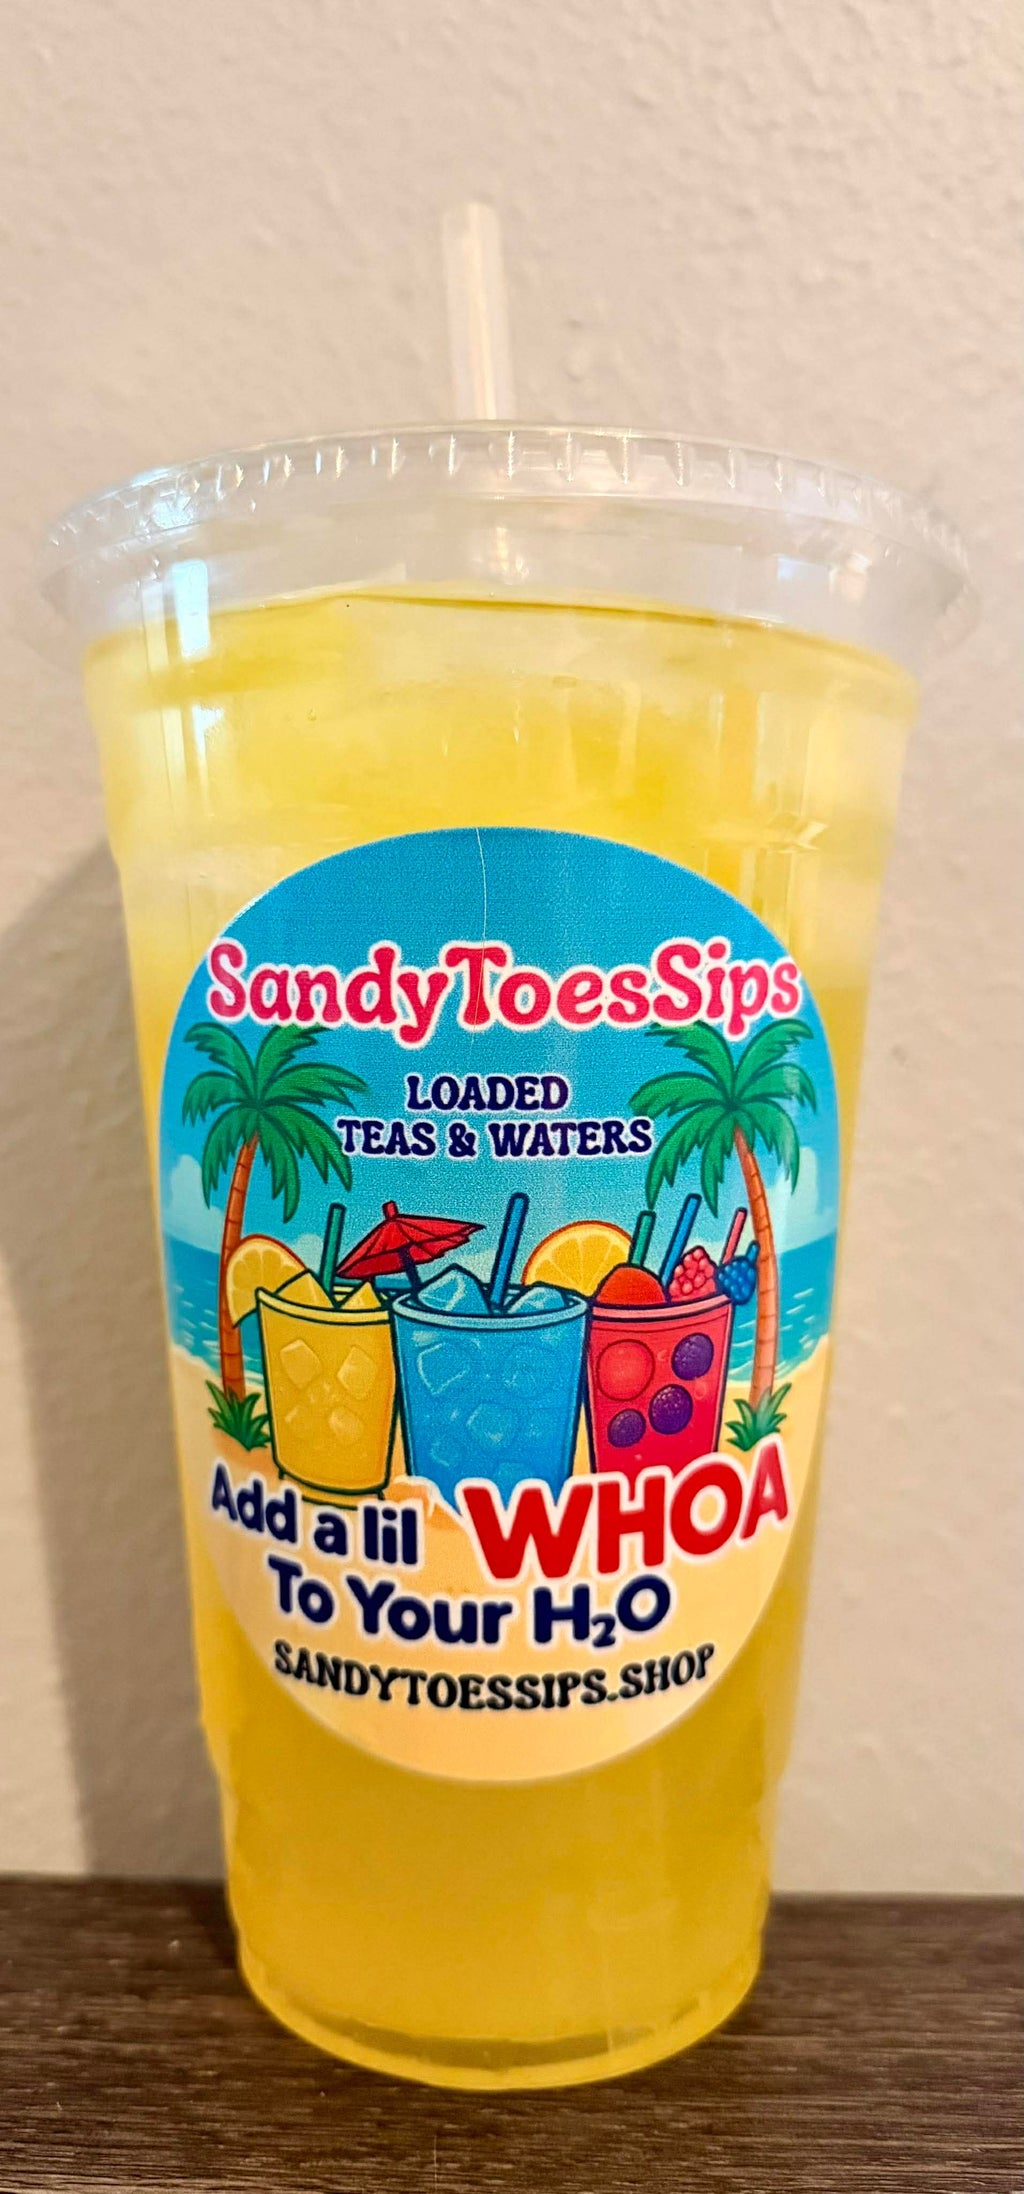 SandyToesSips
LOADED
TEAS & WATERS
Add a lil WHOA
To Your H₂O
SANDYTOESSIPS.SHOP